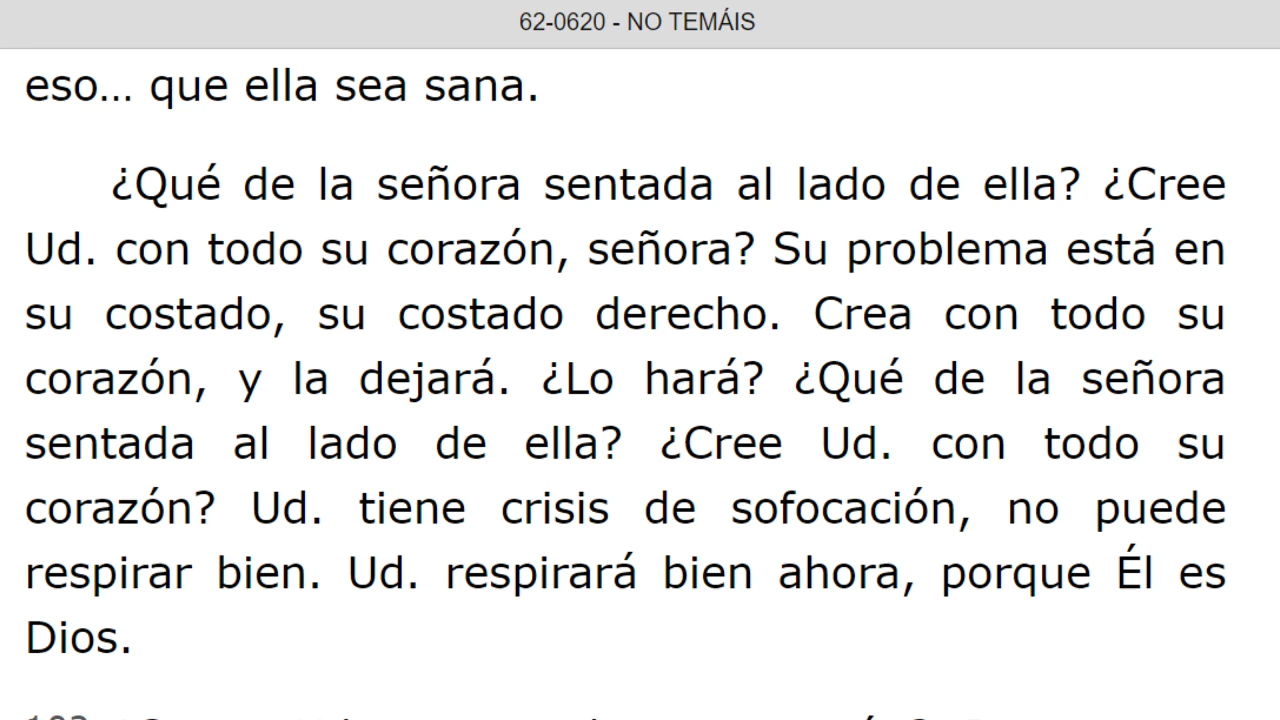 62-0620 - NO TEMÁIS
eso... que ella sea sana.
¿Qué de la señora sentada al lado de ella? ¿Cree
Ud. con todo su corazón, señora? Su problema está en
su costado, su costado derecho. Crea con todo su
corazón, y la dejará. ¿Lo hará? ¿Qué de la señora
sentada al lado de ella? ¿Cree Ud. con todo su
corazón? Ud. tiene crisis de sofocación, no puede
respirar bien. Ud. respirará bien ahora, porque Él es
Dios.